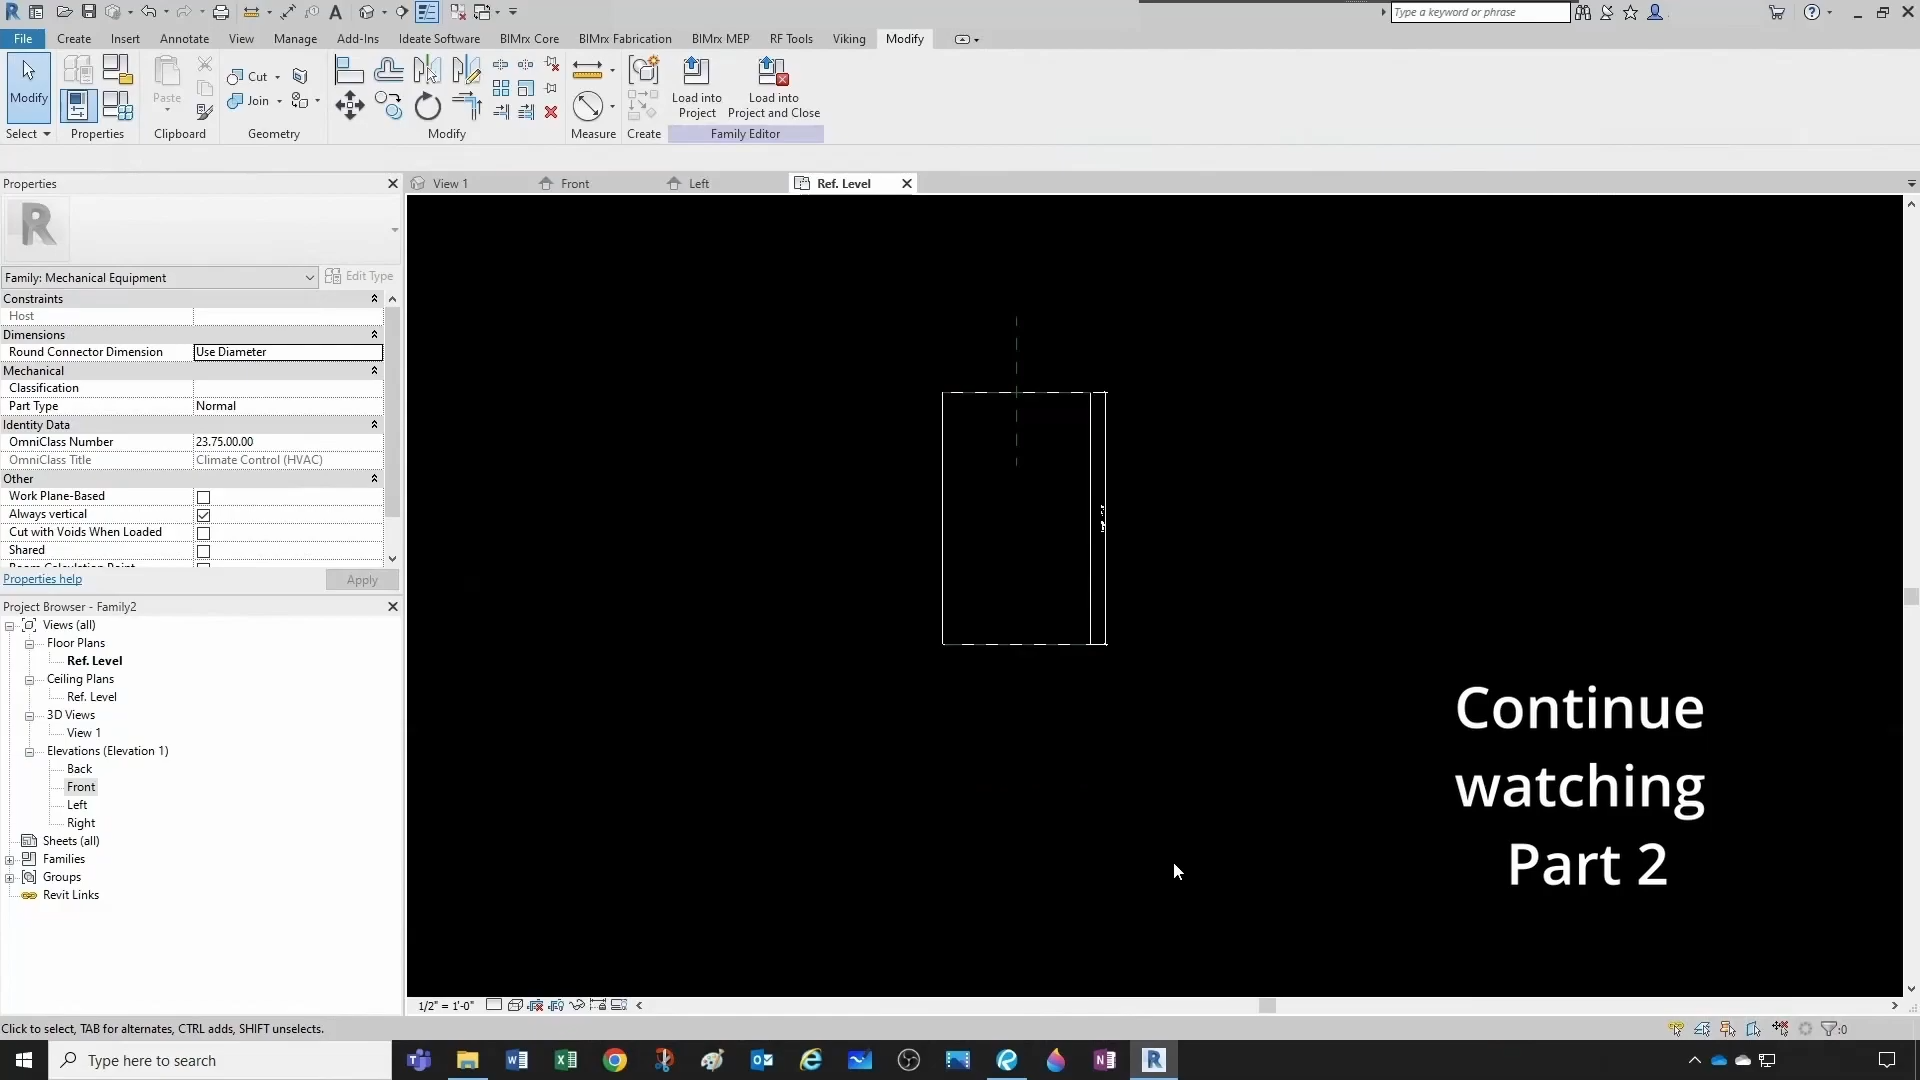 Type a keyword or phrase
File
Create
Insert
Annotate
View
Manage
Add-Ins
Ideate Software
BIMrx Core
BIMrx Fabrication
BIMrx MEP
RF Tools
Viking
Modify
Modify
Paste
Cut
Join
Load into
Project
Load into
Project and Close
Select
Properties
Clipboard
Geometry
Modify
Measure
Create
Family Editor
Properties
View 1
Front
Left
Ref. Level
Family: Mechanical Equipment
Edit Type
Constraints
Host
Dimensions
Round Connector Dimension
Use Diameter
Mechanical
Classification
Part Type
Normal
Identity Data
OmniClass Number
23.75.00.00
OmniClass Title
Climate Control (HVAC)
Other
Work Plane-Based
Always vertical
Cut with Voids When Loaded
Shared
Properties help
Apply
Project Browser - Family2
Views (all)
Floor Plans
Ref. Level
Ceiling Plans
Ref. Level
3D Views
View 1
Elevations (Elevation 1)
Back
Front
Left
Right
Sheets (all)
Families
Groups
Revit Links
Continue
watching
Part 2
1/2" = 1'-0"
Click to select, TAB for alternates, CTRL adds, SHIFT unselects.
:0
Type here to search